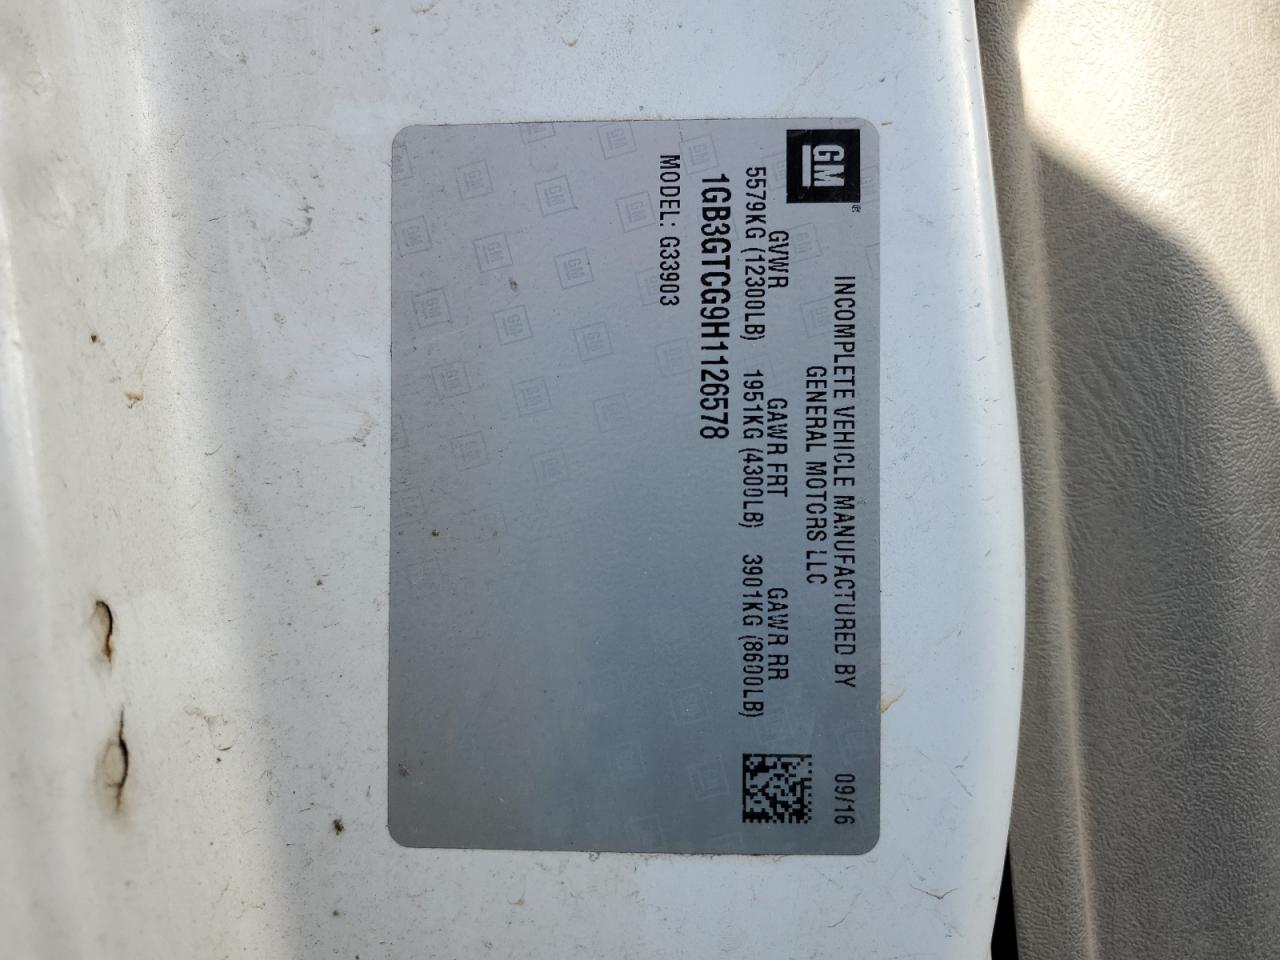 GM
INCOMPLETE VEHICLE MANUFACTURED BY 09/16
GENERAL MOTORS LLC
GVWR GAWR FRT GAWR RR
5579KG (12300LB) 1951KG (4300LB) 3901KG (8600LB)
1GB3GTCG9H1126578
MODEL: G33903